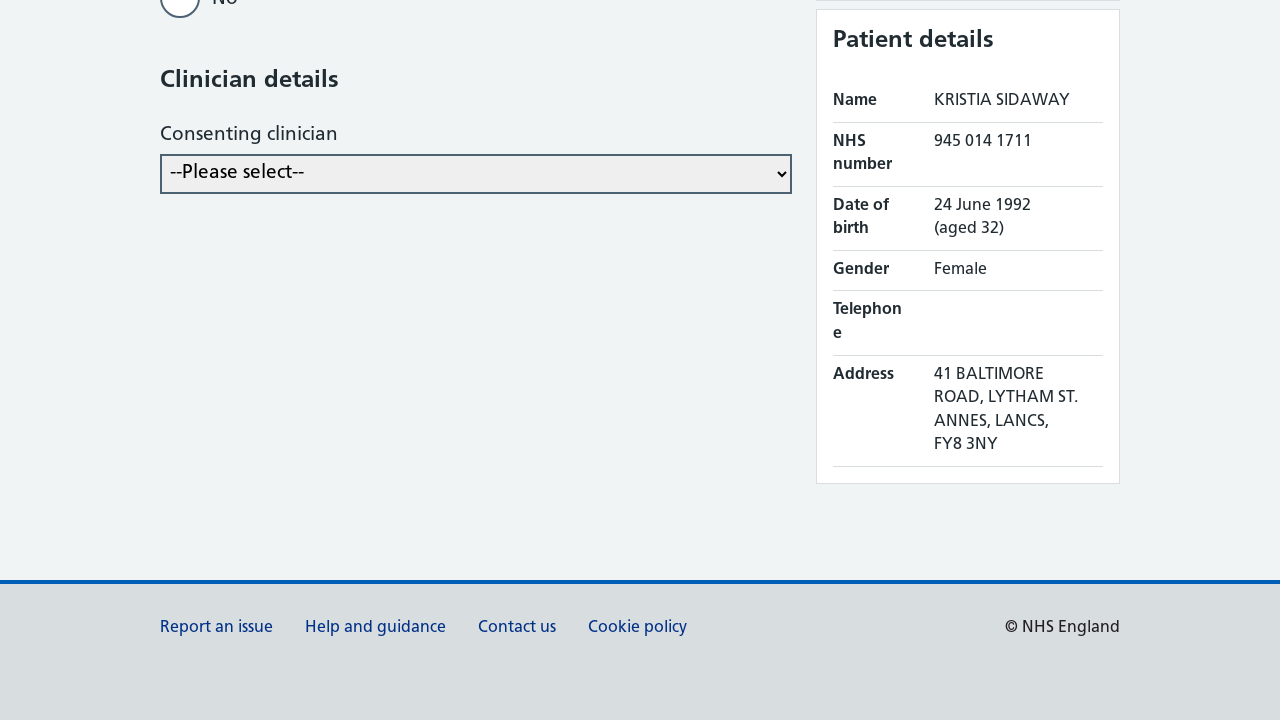 Clinician details
Consenting clinician
--Please select--
Patient details
Name KRISTIA SIDAWAY
NHS 945 014 1711
number
Date of 24 June 1992
birth (aged 32)
Gender Female
Telephon
e
Address 41 BALTIMORE
ROAD, LYTHAM ST.
ANNES, LANCS,
FY8 3NY
Report an issue Help and guidance Contact us Cookie policy © NHS England